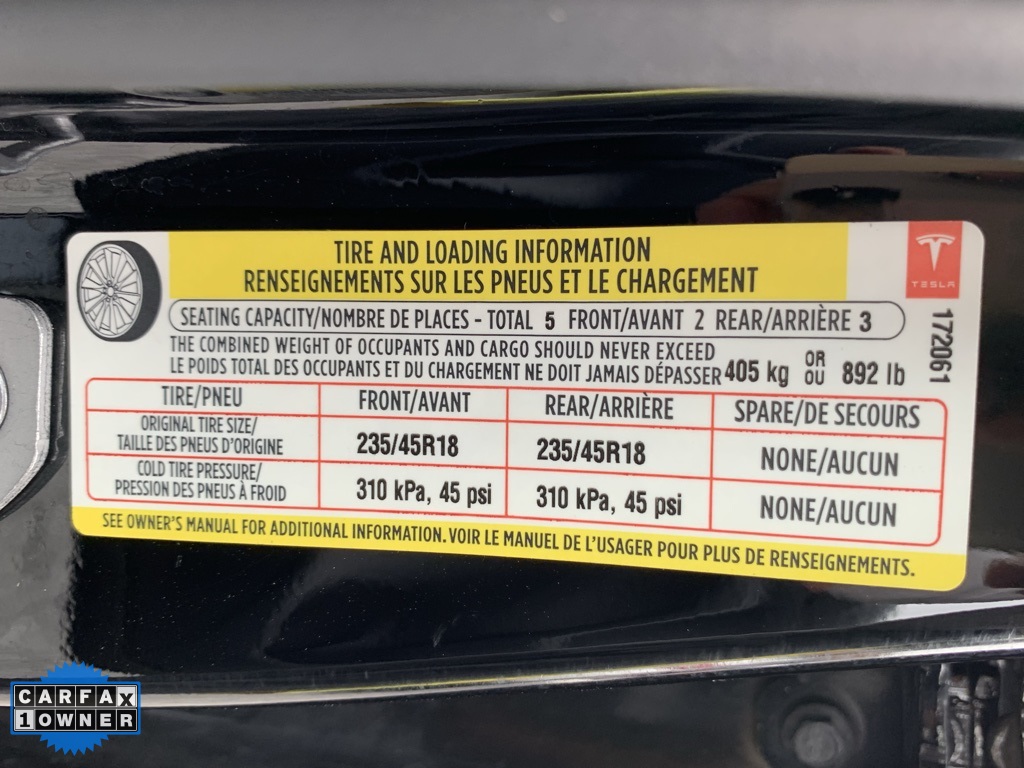 TIRE AND LOADING INFORMATION
RENSEIGNEMENTS SUR LES PNEUS ET LE CHARGEMENT
TESLA
SEATING CAPACITY/NOMBRE DE PLACES - TOTAL 5 FRONT/AVANT 2 REAR/ARRIÈRE 3
172061
THE COMBINED WEIGHT OF OCCUPANTS AND CARGO SHOULD NEVER EXCEED
LE POIDS TOTAL DES OCCUPANTS ET DU CHARGEMENT NE DOIT JAMAIS DÉPASSER
405 kg OR OU 892 lb
TIRE/PNEU FRONT/AVANT REAR/ARRIÈRE SPARE/DE SECOURS
ORIGINAL TIRE SIZE/
TAILLE DES PNEUS D'ORIGINE 235/45R18 235/45R18 NONE/AUCUN
COLD TIRE PRESSURE/
PRESSION DES PNEUS À FROID 310 kPa, 45 psi 310 kPa, 45 psi NONE/AUCUN
SEE OWNER'S MANUAL FOR ADDITIONAL INFORMATION. VOIR LE MANUEL DE L'USAGER POUR PLUS DE RENSEIGNEMENTS.
CARFAX
1 OWNER